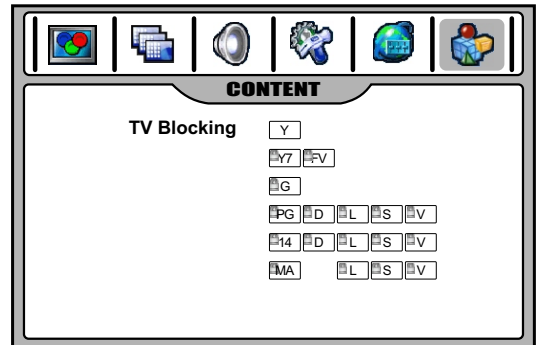 CONTENT
TV Blocking Y
Y7 FV
G
PG D L S V
14 D L S V
MA L S V